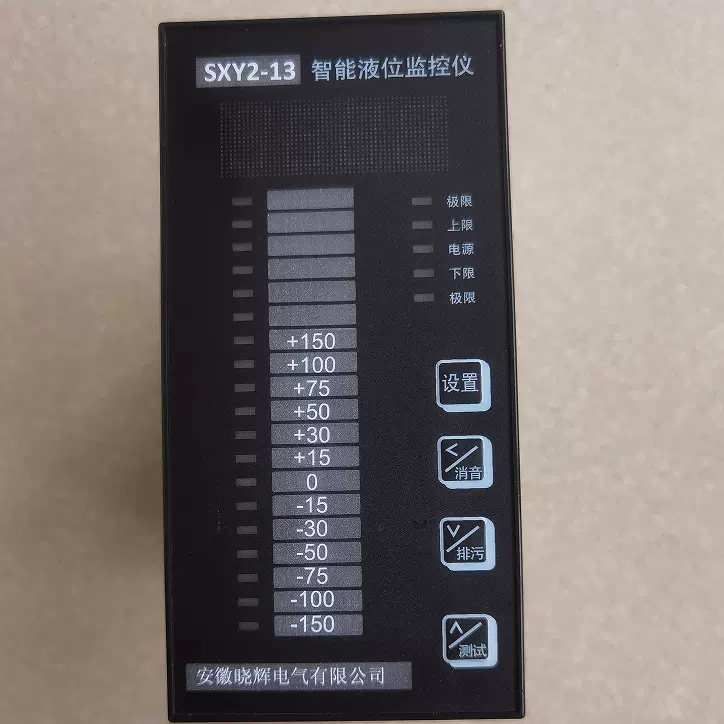 SXY2-13 智能液位监控仪
极限
上限
电源
下限
极限
+150
+100
+75
+50
+30
+15
0
-15
-30
-50
-75
-100
-150
设置
<
消音
∨
排污
∧
测试
安徽晓辉电气有限公司